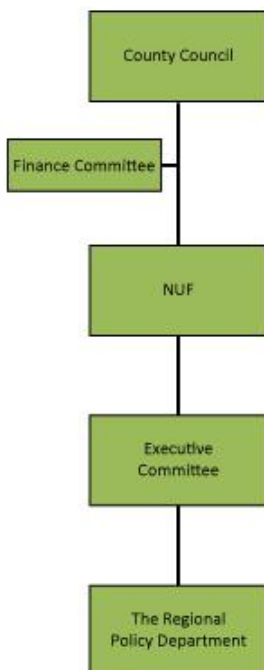 County Council
Finance Committee
NUF
Executive
Committee
The Regional
Policy Department